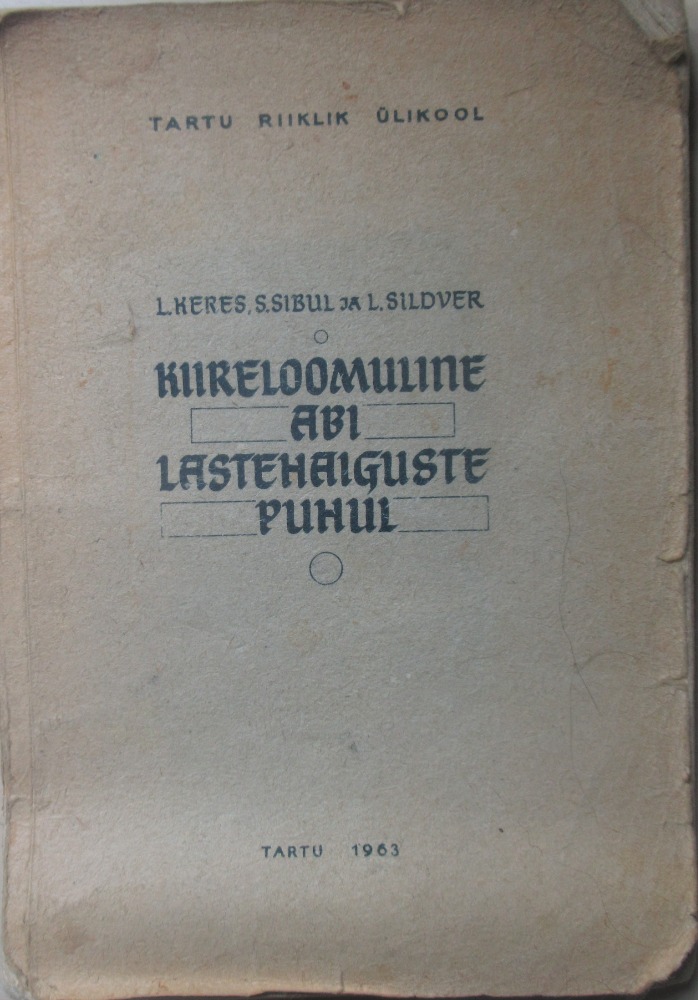 TARTU RIIKLIK ÜLIKOOL
L. KERES, S. SIBUL JA L. SILDVER
KIIRELOOMULINE
ABI
LASTEHAIGUSTE
PUHUL
TARTU 1963